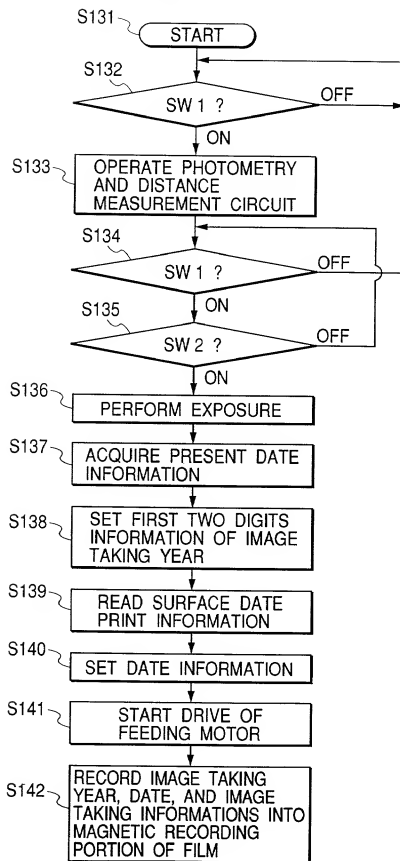 S131
START
S132
SW 1 ?
OFF
ON
S133
OPERATE PHOTOMETRY
AND DISTANCE
MEASUREMENT CIRCUIT
S134
SW 1 ?
OFF
ON
S135
SW 2 ?
OFF
ON
S136
PERFORM EXPOSURE
S137
ACQUIRE PRESENT DATE
INFORMATION
S138
SET FIRST TWO DIGITS
INFORMATION OF IMAGE
TAKING YEAR
S139
READ SURFACE DATE
PRINT INFORMATION
S140
SET DATE INFORMATION
S141
START DRIVE OF
FEEDING MOTOR
S142
RECORD IMAGE TAKING
YEAR, DATE, AND IMAGE
TAKING INFORMATIONS INTO
MAGNETIC RECORDING
PORTION OF FILM